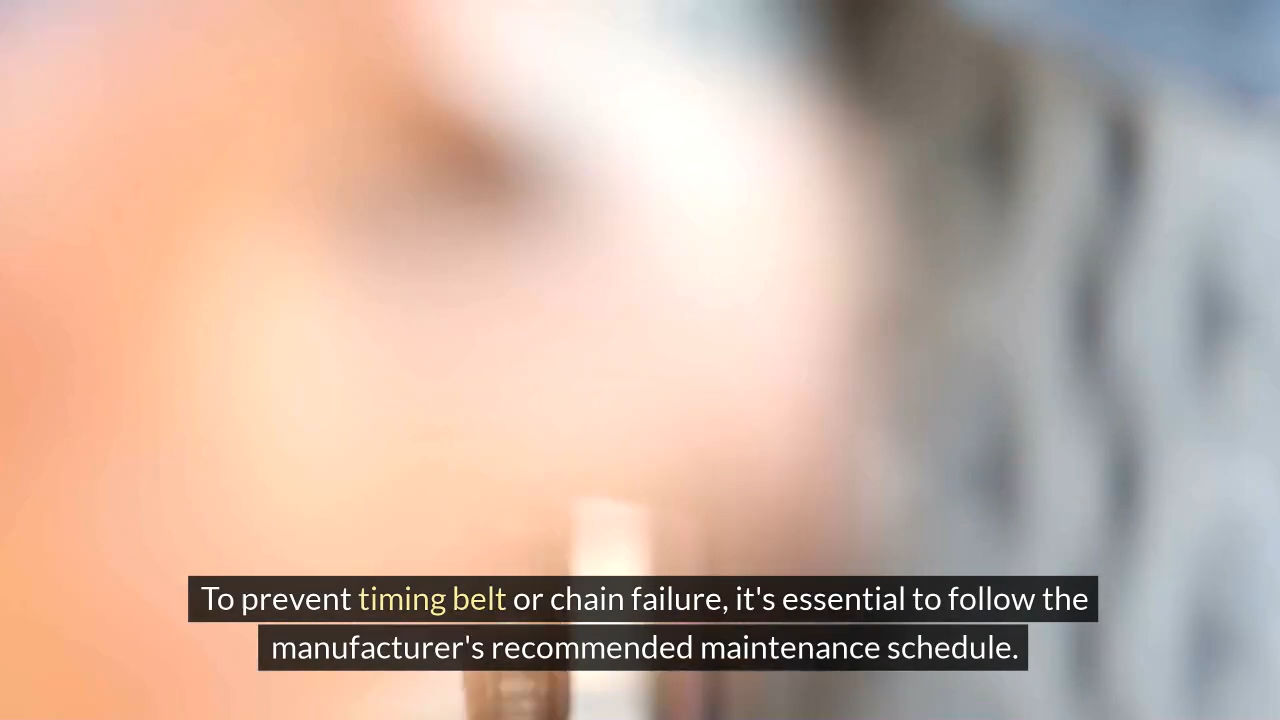 To prevent timing belt or chain failure, it's essential to follow the
manufacturer's recommended maintenance schedule.